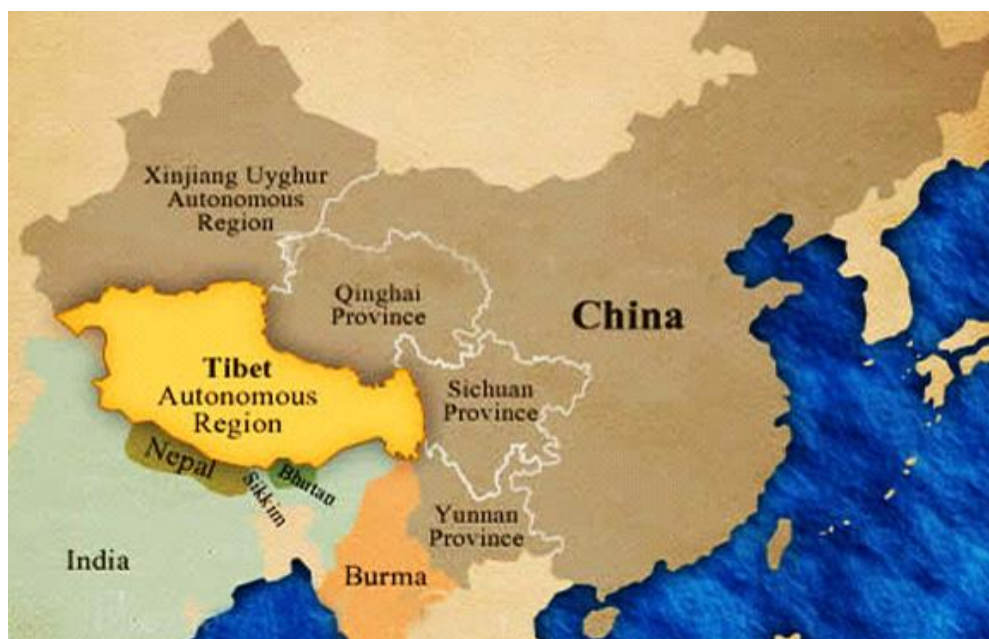 Xinjiang Uyghur
Autonomous
Region
Qinghai
Province
China
Tibet
Autonomous
Region
Sichuan
Province
Nepal
Sikkim
Bhutan
Yunnan
Province
India
Burma